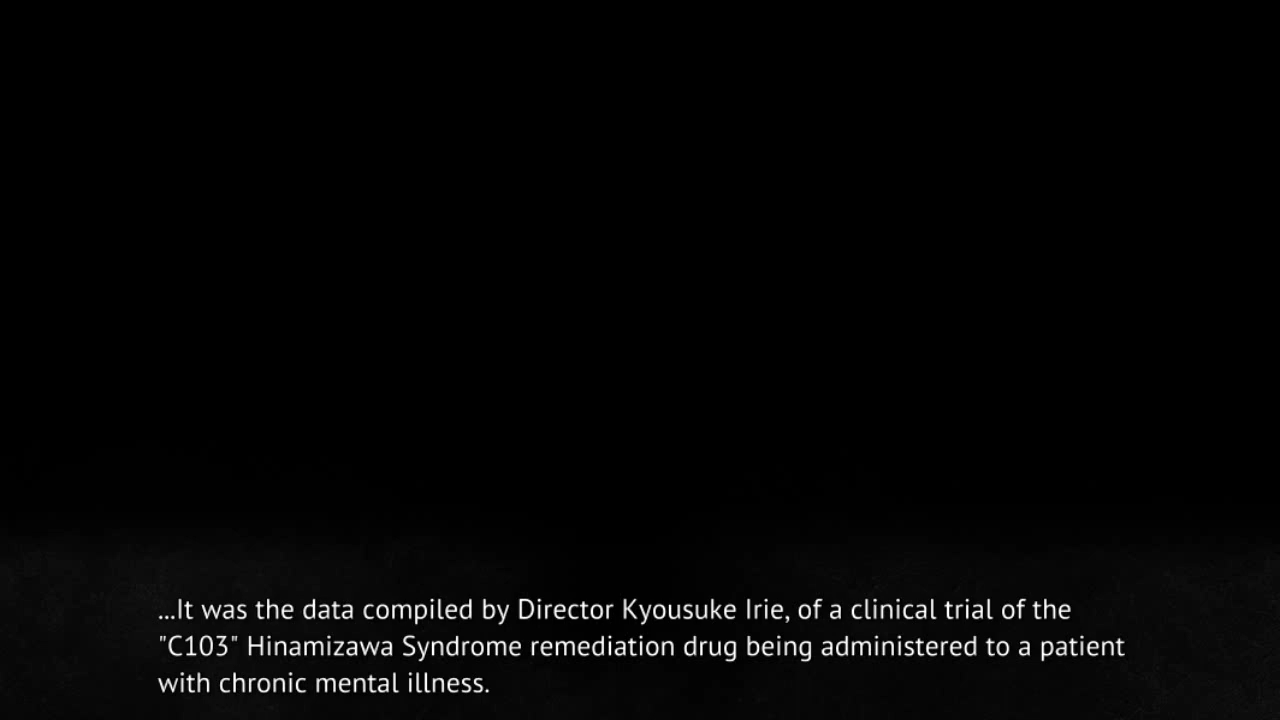 ...It was the data compiled by Director Kyousuke Irie, of a clinical trial of the
"C103" Hinamizawa Syndrome remediation drug being administered to a patient
with chronic mental illness.